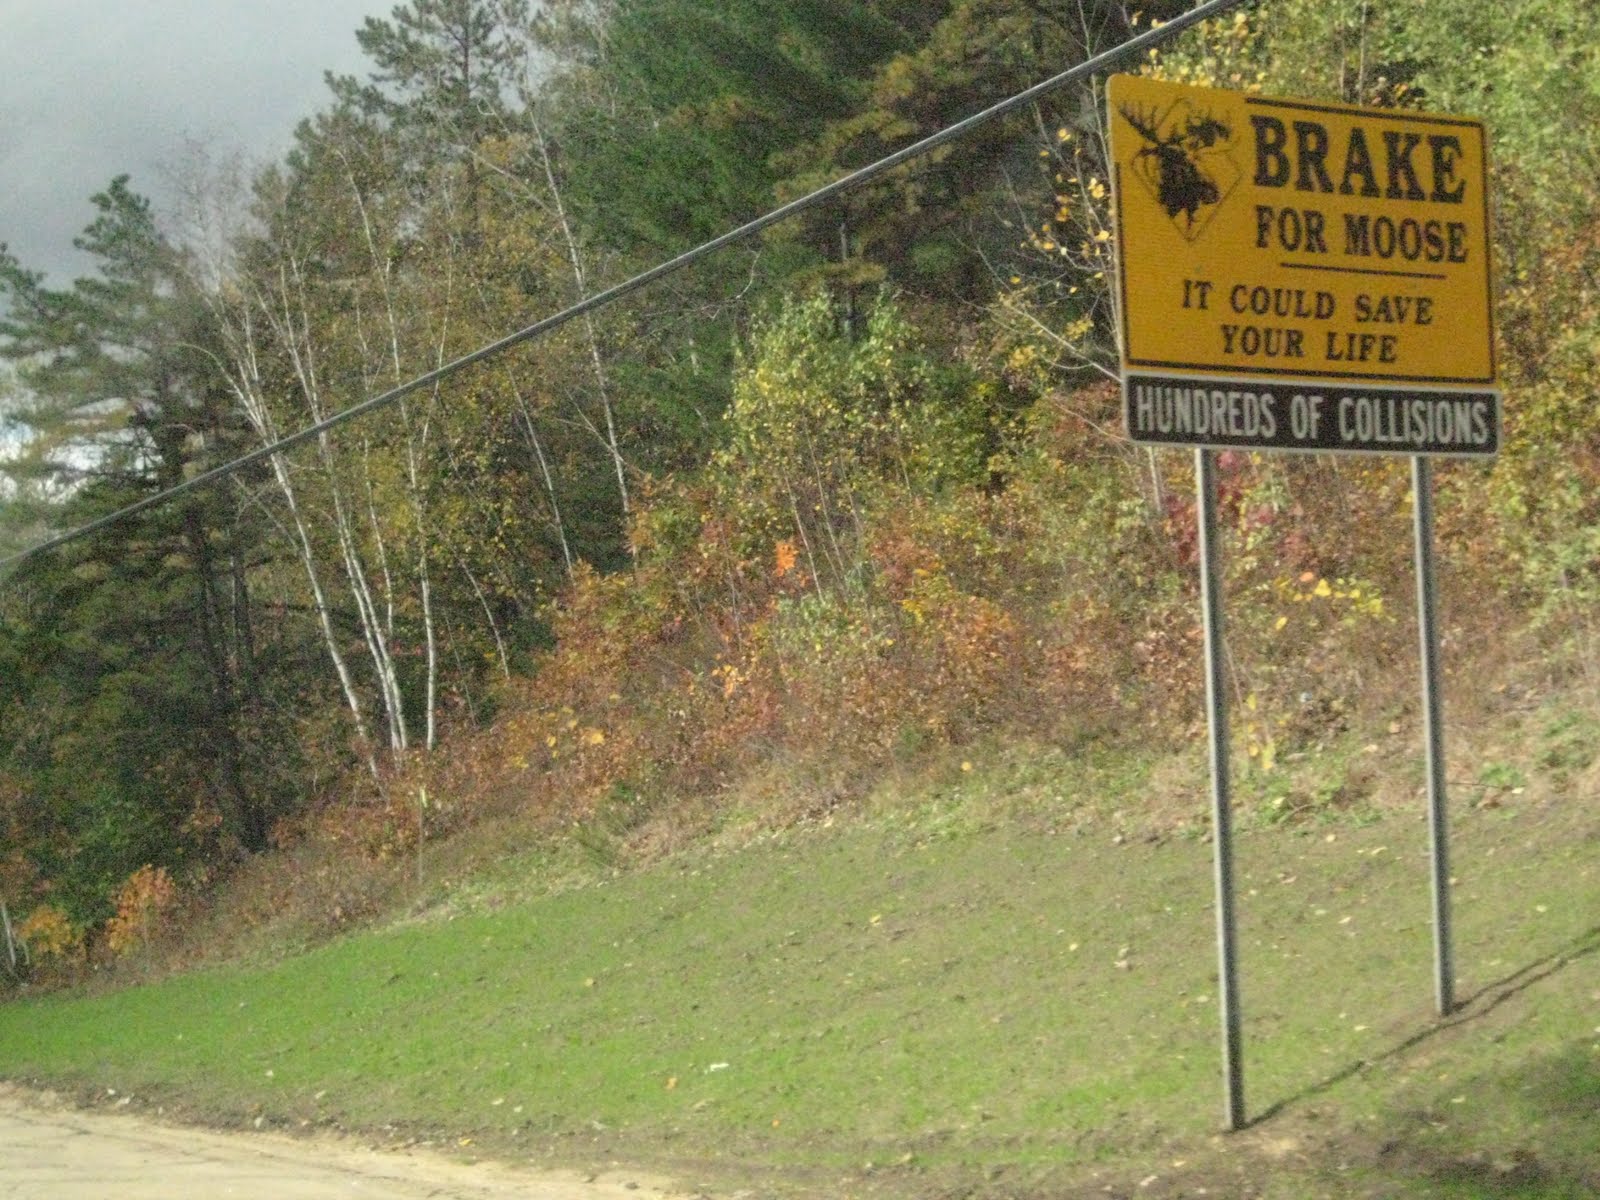 BRAKE
FOR MOOSE
IT COULD SAVE
YOUR LIFE
HUNDREDS OF COLLISIONS